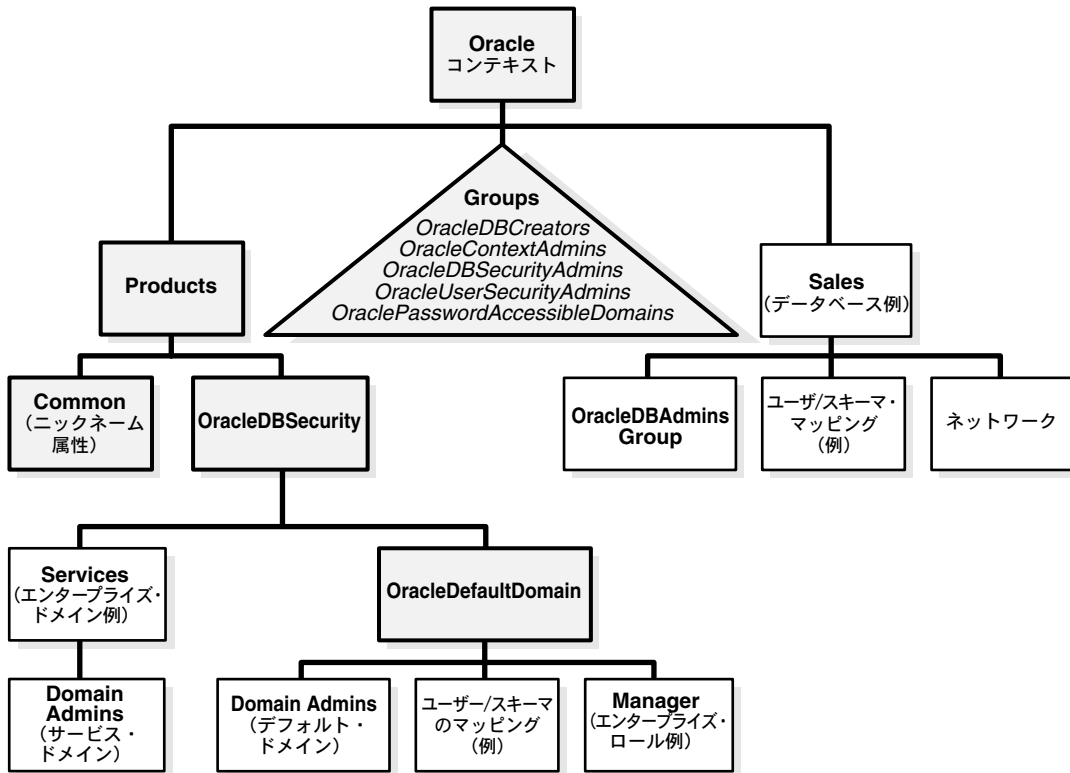 Oracle
コンテキスト
Groups
OracleDBCreators
OracleContextAdmins
OracleDBSecurityAdmins
OracleUserSecurityAdmins
OraclePasswordAccessibleDomains
Products
Sales
（データベース例）
Common
（ニックネーム
属性）
OracleDBSecurity
OracleDBAdmins
Group
ユーザ/スキーマ・
マッピング
（例）
ネットワーク
Services
（エンタープライズ・
ドメイン例）
OracleDefaultDomain
Domain
Admins
（サービス・
ドメイン）
Domain Admins
（デフォルト・
ドメイン）
ユーザー/スキーマ
のマッピング
（例）
Manager
（エンタープライズ・
ロール例）